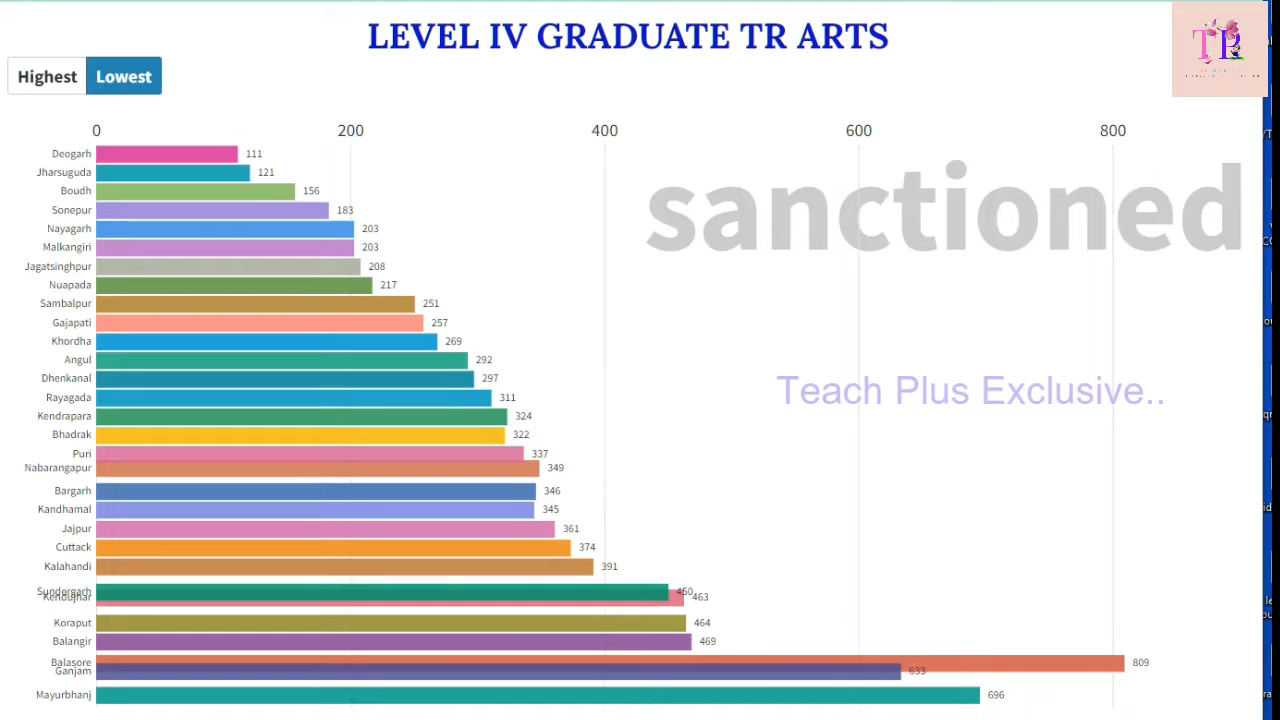 LEVEL IV GRADUATE TR ARTS
TR
Highest Lowest
0 200 400 600 800
Deogarh 111
Jharsuguda 121
Boudh 156
Sonepur 183
Nayagarh 203
Malkangiri 203
Jagatsinghpur 208
Nuapada 217
Sambalpur 251
Gajapati 257
Khordha 269
Angul 292
Dhenkanal 297
Rayagada 311
Kendrapara 324
Bhadrak 322
Puri 337
Nabarangapur 349
Bargarh 346
Kandhamal 345
Jajpur 361
Cuttack 374
Kalahandi 391
Sundergarh 450
Kendujhar 463
Koraput 464
Balangir 469
Balasore 809
Ganjam 633
Mayurbhanj 696
sanctioned
Teach Plus Exclusive..